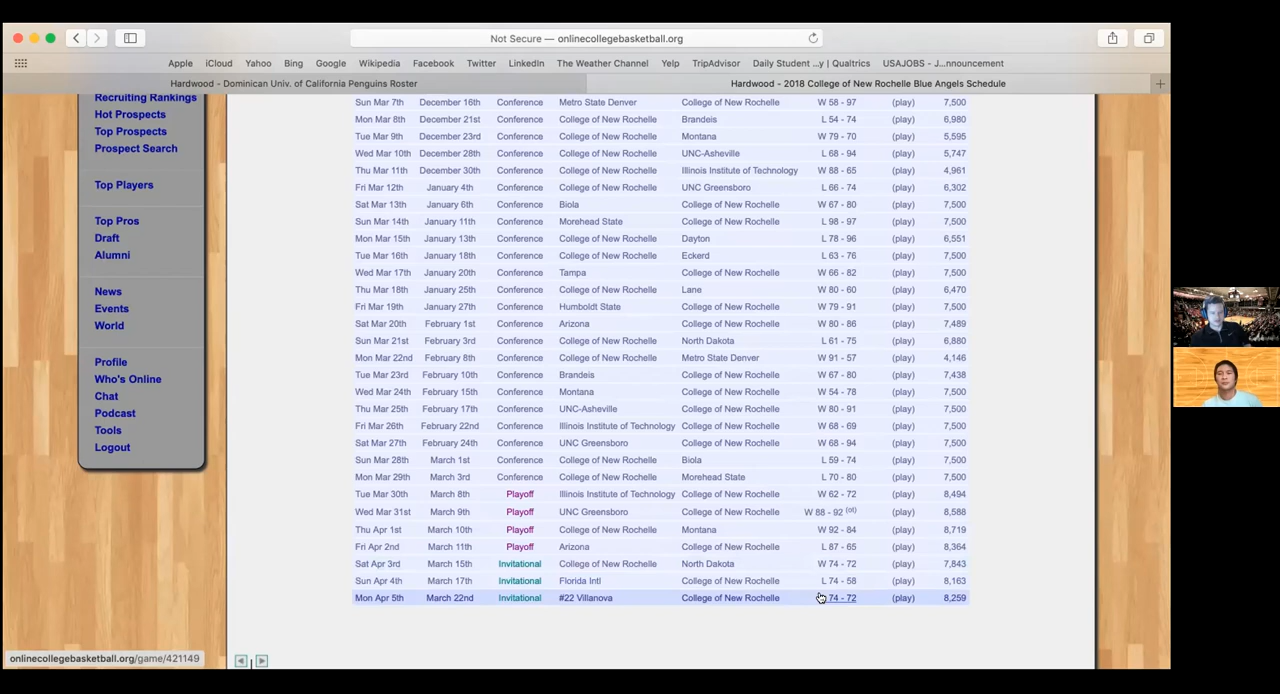 Not Secure — onlinecollegebasketball.org
Apple iCloud Yahoo Bing Google Wikipedia Facebook Twitter LinkedIn The Weather Channel Yelp TripAdvisor Daily Student ...y | Qualtrics USAJOBS - J...nnouncement
Hardwood - Dominican Univ. of California Penguins Roster
Hardwood - 2018 College of New Rochelle Blue Angels Schedule
Recruiting Rankings
Hot Prospects
Top Prospects
Prospect Search
Top Players
Top Pros
Draft
Alumni
News
Events
World
Profile
Who's Online
Chat
Podcast
Tools
Logout
Sun Mar 7th December 16th Conference Metro State Denver College of New Rochelle W 58 - 97 (play) 7,500
Mon Mar 8th December 21st Conference College of New Rochelle Brandeis L 54 - 74 (play) 6,980
Tue Mar 9th December 23rd Conference College of New Rochelle Montana W 79 - 70 (play) 5,595
Wed Mar 10th December 28th Conference College of New Rochelle UNC-Asheville L 68 - 94 (play) 5,747
Thu Mar 11th December 30th Conference College of New Rochelle Illinois Institute of Technology W 88 - 65 (play) 4,961
Fri Mar 12th January 4th Conference College of New Rochelle UNC Greensboro L 66 - 74 (play) 6,302
Sat Mar 13th January 6th Conference Biola College of New Rochelle W 67 - 80 (play) 7,500
Sun Mar 14th January 11th Conference Morehead State College of New Rochelle L 98 - 97 (play) 7,500
Mon Mar 15th January 13th Conference College of New Rochelle Dayton L 78 - 96 (play) 6,551
Tue Mar 16th January 18th Conference College of New Rochelle Eckerd L 63 - 76 (play) 7,500
Wed Mar 17th January 20th Conference Tampa College of New Rochelle W 66 - 82 (play) 7,500
Thu Mar 18th January 25th Conference College of New Rochelle Lane W 80 - 60 (play) 6,470
Fri Mar 19th January 27th Conference Humboldt State College of New Rochelle W 79 - 91 (play) 7,500
Sat Mar 20th February 1st Conference Arizona College of New Rochelle W 80 - 86 (play) 7,489
Sun Mar 21st February 3rd Conference College of New Rochelle North Dakota L 61 - 75 (play) 6,880
Mon Mar 22nd February 8th Conference College of New Rochelle Metro State Denver W 91 - 57 (play) 4,146
Tue Mar 23rd February 10th Conference Brandeis College of New Rochelle W 67 - 80 (play) 7,438
Wed Mar 24th February 15th Conference Montana College of New Rochelle W 54 - 78 (play) 7,500
Thu Mar 25th February 17th Conference UNC-Asheville College of New Rochelle W 80 - 91 (play) 7,500
Fri Mar 26th February 22nd Conference Illinois Institute of Technology College of New Rochelle W 68 - 69 (play) 7,500
Sat Mar 27th February 24th Conference UNC Greensboro College of New Rochelle W 68 - 94 (play) 7,500
Sun Mar 28th March 1st Conference College of New Rochelle Biola L 59 - 74 (play) 7,500
Mon Mar 29th March 3rd Conference College of New Rochelle Morehead State L 70 - 80 (play) 7,500
Tue Mar 30th March 8th Playoff Illinois Institute of Technology College of New Rochelle W 62 - 72 (play) 8,494
Wed Mar 31st March 9th Playoff UNC Greensboro College of New Rochelle W 88 - 92 (ot) (play) 8,588
Thu Apr 1st March 10th Playoff College of New Rochelle Montana W 92 - 84 (play) 8,719
Fri Apr 2nd March 11th Playoff Arizona College of New Rochelle L 87 - 65 (play) 8,364
Sat Apr 3rd March 15th Invitational College of New Rochelle North Dakota W 74 - 72 (play) 7,843
Sun Apr 4th March 17th Invitational Florida Intl College of New Rochelle L 74 - 58 (play) 8,163
Mon Apr 5th March 22nd Invitational #22 Villanova College of New Rochelle 74 - 72 (play) 8,259
onlinecollegebasketball.org/game/421149